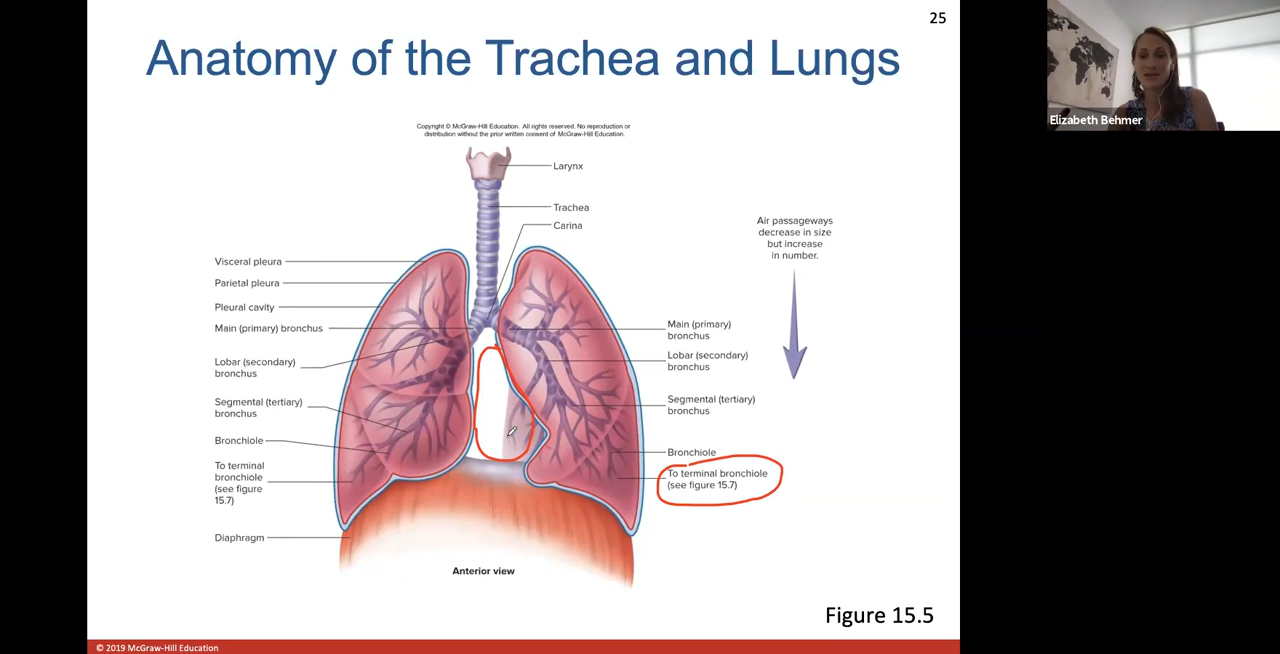 25
Anatomy of the Trachea and Lungs
Elizabeth Behmer
Copyright © McGraw-Hill Education. All rights reserved. No reproduction or
distribution without the prior written consent of McGraw-Hill Education.
Larynx
Trachea
Carina
Air passageways
decrease in size
but increase
in number.
Visceral pleura
Parietal pleura
Pleural cavity
Main (primary) bronchus
Lobar (secondary)
bronchus
Segmental (tertiary)
bronchus
Bronchiole
To terminal
bronchiole
(see figure
15.7)
Diaphragm
Main (primary)
bronchus
Lobar (secondary)
bronchus
Segmental (tertiary)
bronchus
Bronchiole
To terminal bronchiole
(see figure 15.7)
Anterior view
Figure 15.5
© 2019 McGraw-Hill Education